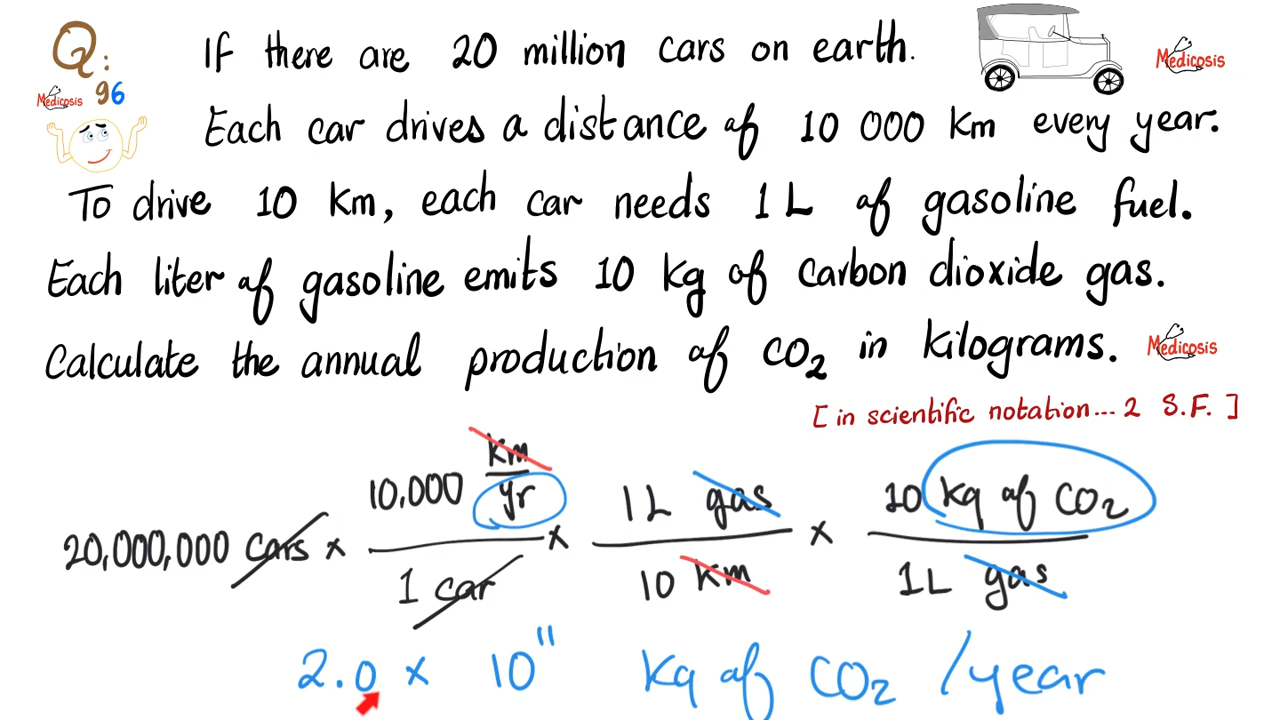 Q:
96
Medicosis
If there are 20 million cars on earth.
Medicosis
Each car drives a distance of 10 000 Km every year.
To drive 10 Km, each car needs 1 L of gasoline fuel.
Each liter of gasoline emits 10 kg of carbon dioxide gas.
Calculate the annual production of CO₂ in kilograms.
Medicosis
[ in scientific notation... 2 S.F. ]
20,000,000 cars × 10,000 km/yr / 1 car × 1 L gas / 10 km × 10 kg of CO₂ / 1 L gas
2.0 × 10¹¹ kg of CO₂ /year